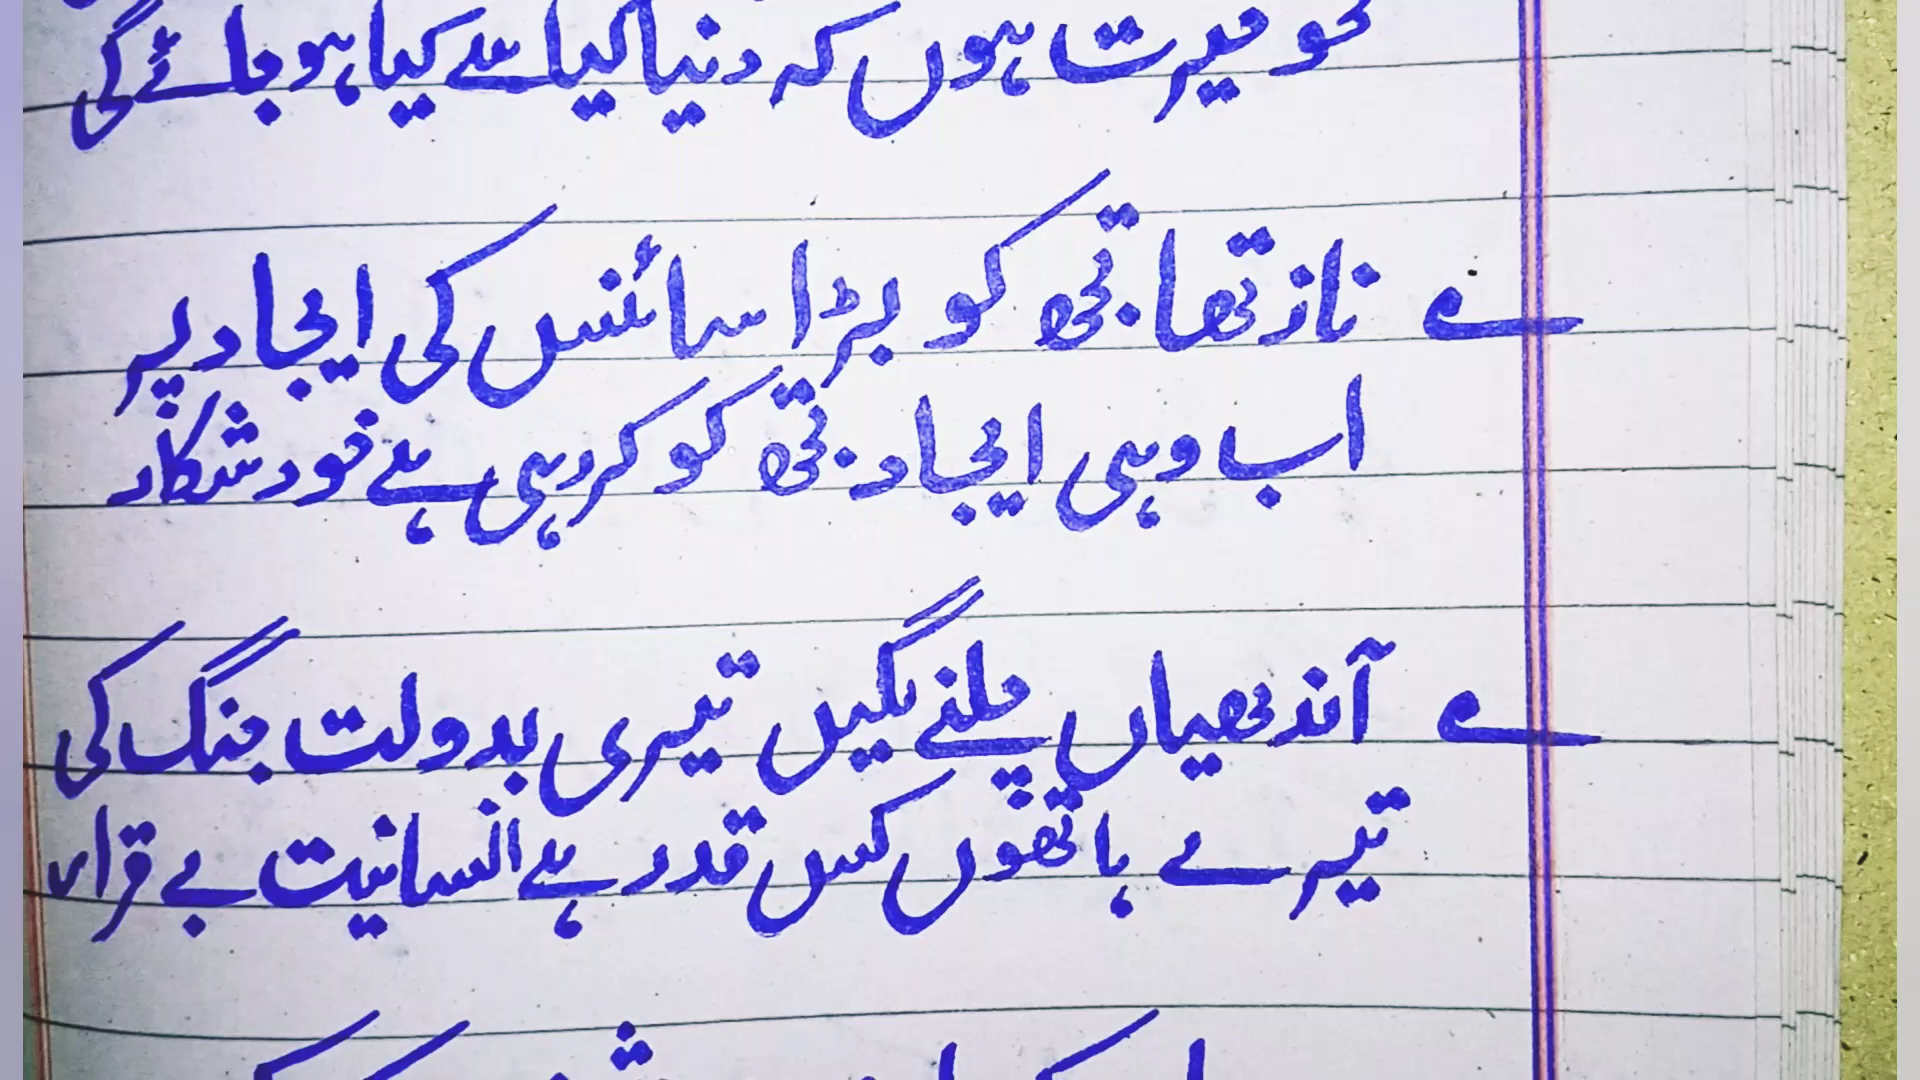 محو حیرت ہوں کہ دنیا کیا سے کیا ہو جائے گی
ناز تھا تجھ کو بڑا سائنس کی ایجاد پر
اب وہی ایجاد تجھ کو کر رہی ہے خود شکار
آندھیاں چلنے لگیں تیری بدولت جنگ کی
تیرے ہاتھوں کس قدر ہے انسانیت بے قرار